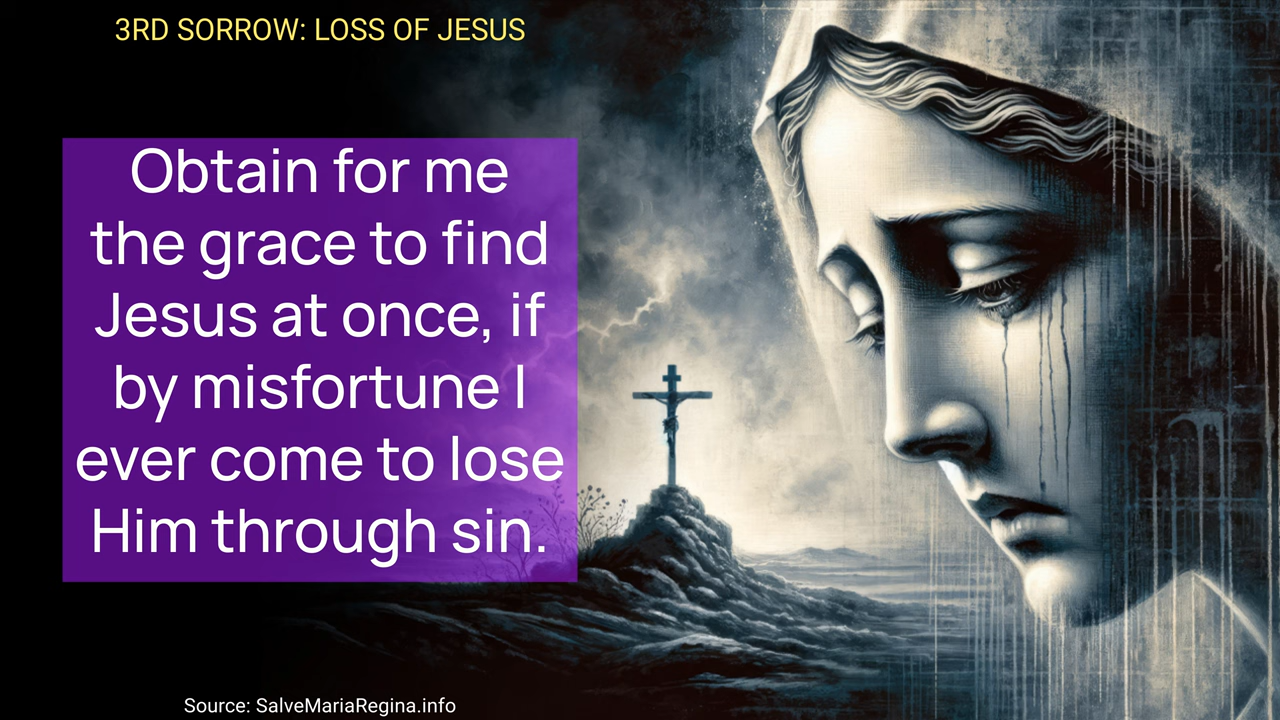 3RD SORROW: LOSS OF JESUS
Obtain for me
the grace to find
Jesus at once, if
by misfortune I
ever come to lose
Him through sin.
Source: SalveMariaRegina.info